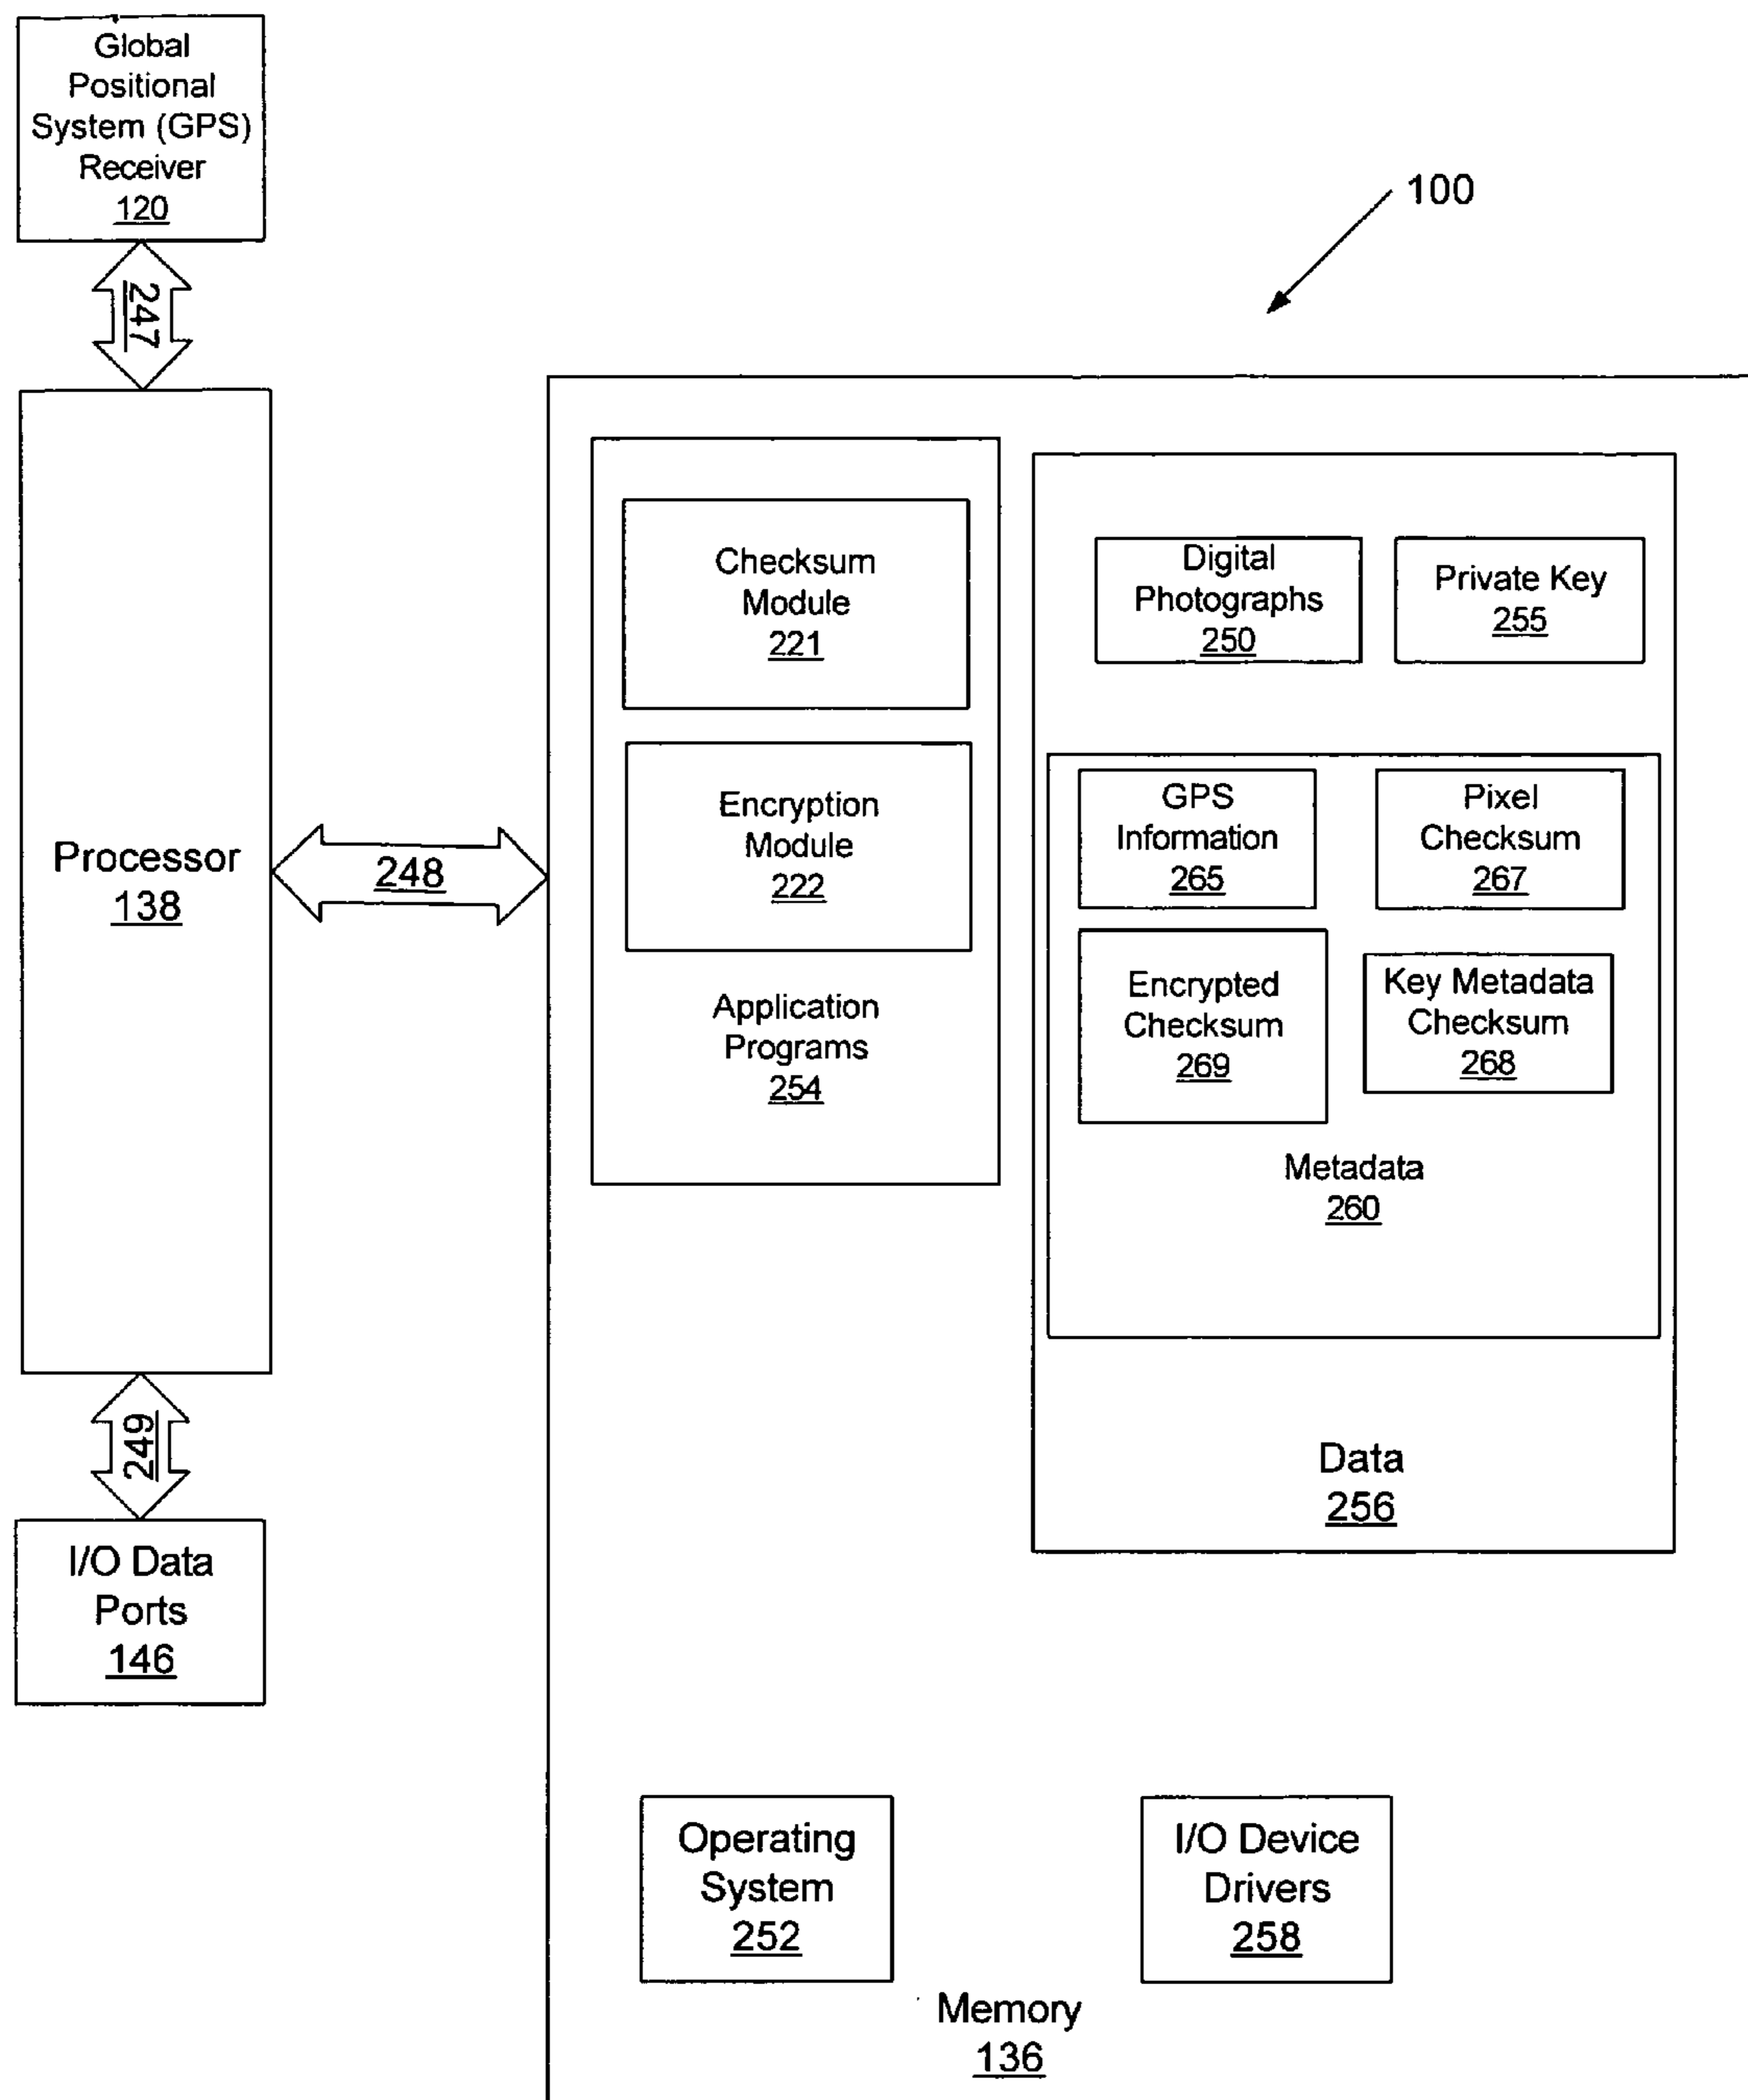 Global
Positional
System (GPS)
Receiver
120
247
100
Processor
138
248
249
I/O Data
Ports
146
Checksum
Module
221
Encryption
Module
222
Application
Programs
254
Digital
Photographs
250
Private Key
255
GPS
Information
265
Pixel
Checksum
267
Encrypted
Checksum
269
Key Metadata
Checksum
268
Metadata
260
Data
256
Operating
System
252
I/O Device
Drivers
258
Memory
136